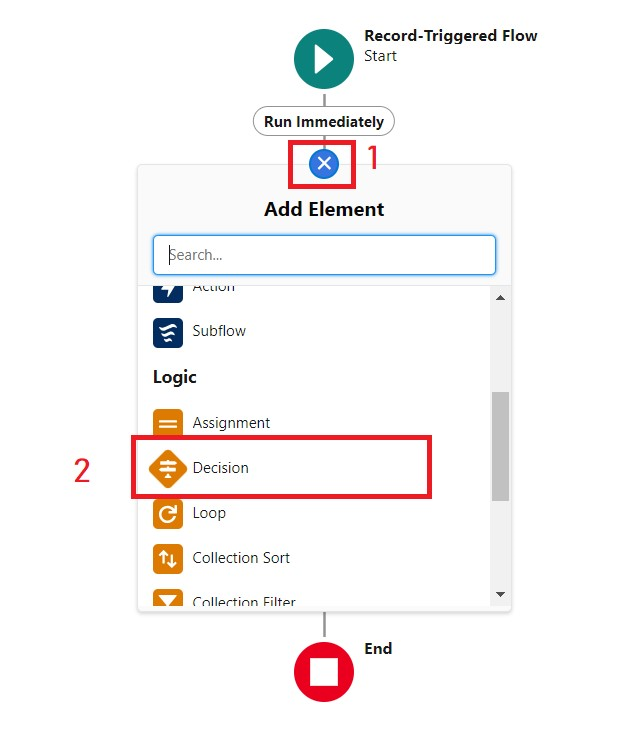 Record-Triggered Flow
Start
Run Immediately
1
Add Element
Search...
Action
Subflow
Logic
Assignment
2
Decision
Loop
Collection Sort
Collection Filter
End